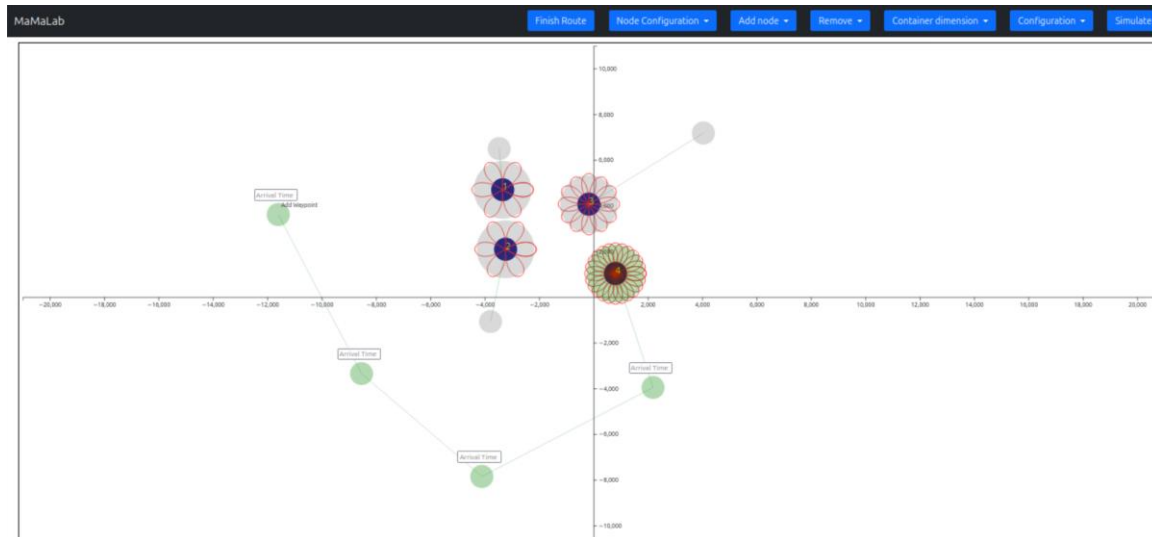 MaMaLab
Finish Route
Node Configuration
Add node
Remove
Container dimension
Configuration
Simulate
10,000
8,000
6,000
Arrival Time
Add Waypoint
1
3
2
4
−20,000 −18,000 −16,000 −14,000 −12,000 −10,000 −8,000 −6,000 −4,000 −2,000 2,000 4,000 6,000 8,000 10,000 12,000 14,000 16,000 18,000 20,000
−2,000
Arrival Time
Arrival Time
−4,000
−6,000
Arrival Time
−8,000
−10,000